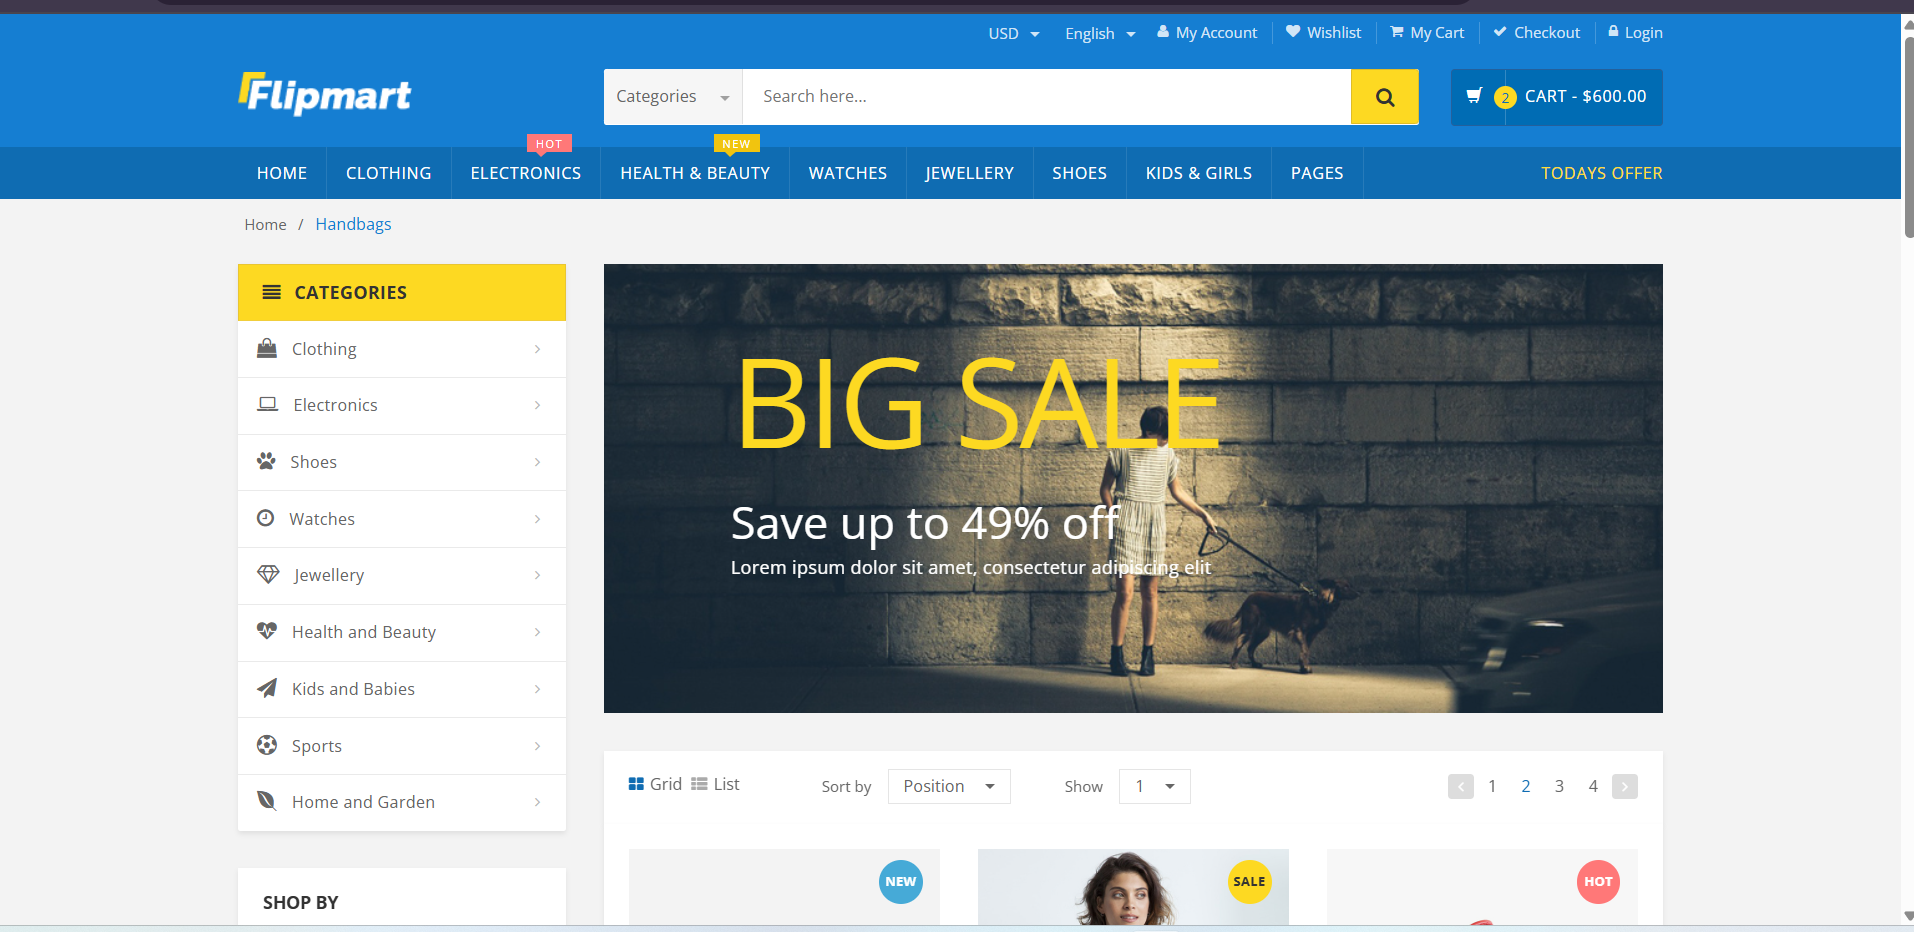 USD English My Account Wishlist My Cart Checkout Login
Flipmart
Categories Search here... 2 CART - $600.00
HOT NEW
HOME CLOTHING ELECTRONICS HEALTH & BEAUTY WATCHES JEWELLERY SHOES KIDS & GIRLS PAGES TODAYS OFFER
Home / Handbags
CATEGORIES
Clothing
Electronics
Shoes
Watches
Jewellery
Health and Beauty
Kids and Babies
Sports
Home and Garden
SHOP BY
BIG SALE
Save up to 49% off
Lorem ipsum dolor sit amet, consectetur adipiscing elit
Grid List Sort by Position Show 1 1 2 3 4
NEW SALE HOT